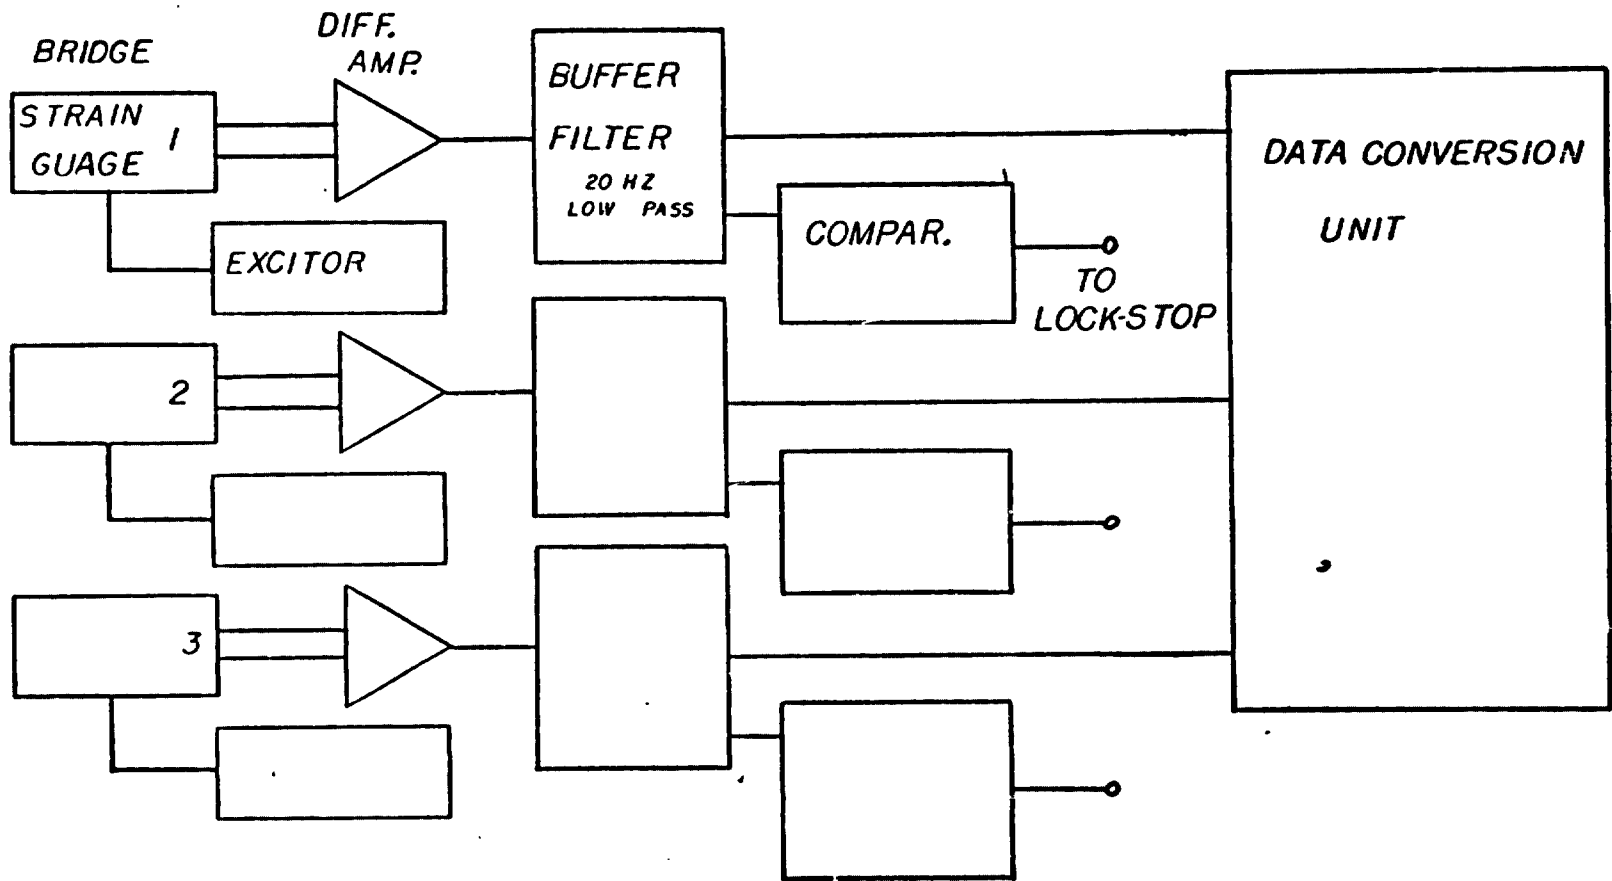 BRIDGE
DIFF.
AMP.
STRAIN
GUAGE
1
EXCITOR
BUFFER
FILTER
20 HZ
LOW PASS
COMPAR.
TO
LOCK-STOP
DATA CONVERSION
UNIT
2
3